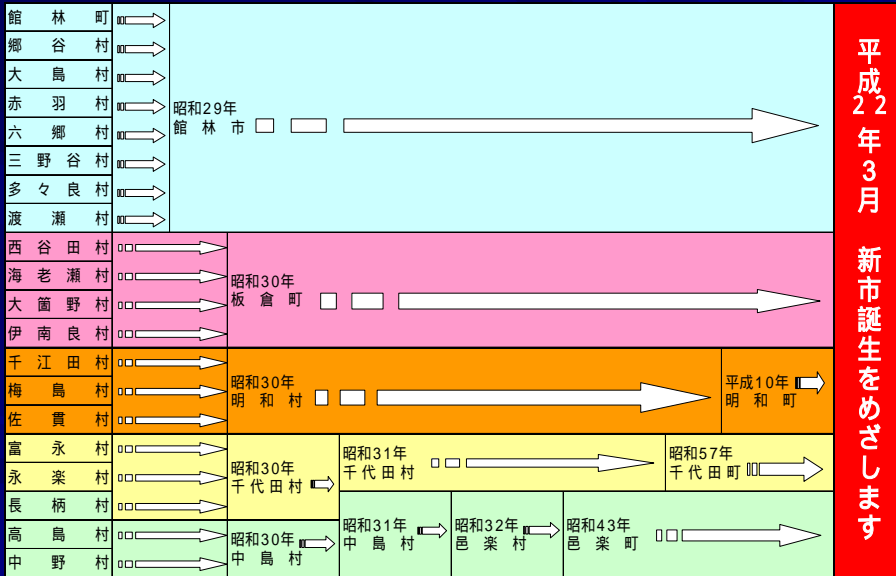 館林町
郷谷村
大島村
赤羽村
六郷村
三野谷村
多々良村
渡瀬村
昭和29年
館林市
西谷田村
海老瀬村
大箇野村
伊南良村
昭和30年
板倉町
千江田村
梅島村
佐貫村
昭和30年
明和村
平成10年
明和町
富永村
永楽村
長柄村
昭和30年
千代田村
昭和31年
千代田村
昭和57年
千代田町
高島村
中野村
昭和30年
中島村
昭和31年
中島村
昭和32年
邑楽村
昭和43年
邑楽町
平成22年3月 新市誕生をめざします